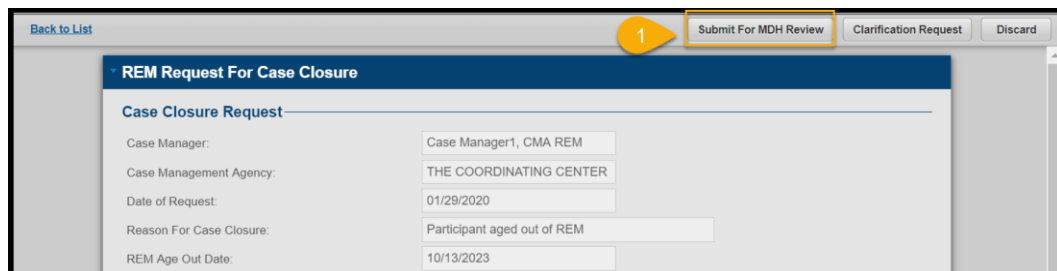 Back to List
1
Submit For MDH Review
Clarification Request
Discard
REM Request For Case Closure
Case Closure Request
Case Manager: Case Manager1, CMA REM
Case Management Agency: THE COORDINATING CENTER
Date of Request: 01/29/2020
Reason For Case Closure: Participant aged out of REM
REM Age Out Date: 10/13/2023